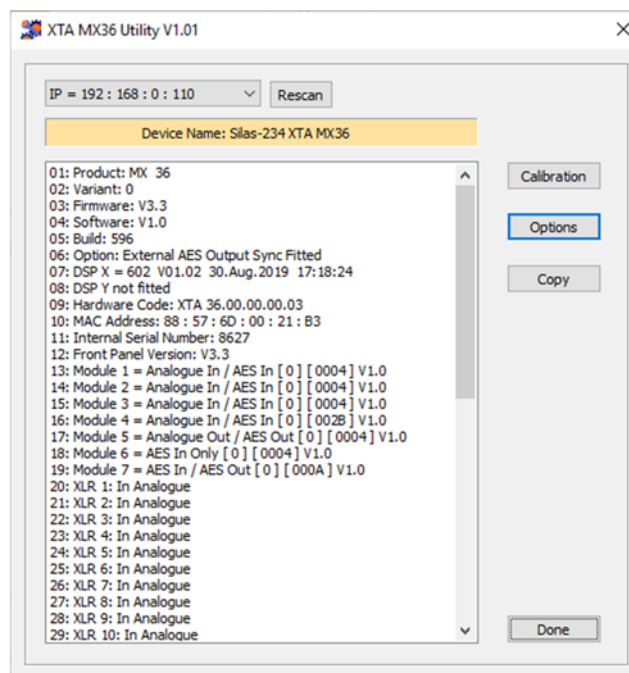 XTA MX36 Utility V1.01
IP = 192 : 168 : 0 : 110
Rescan
Device Name: Silas-234 XTA MX36
01: Product: MX 36
02: Variant: 0
03: Firmware: V3.3
04: Software: V1.0
05: Build: 596
06: Option: External AES Output Sync Fitted
07: DSP X = 602 V01.02 30.Aug.2019 17:18:24
08: DSP Y not fitted
09: Hardware Code: XTA 36.00.00.00.03
10: MAC Address: 88 : 57 : 6D : 00 : 21 : B3
11: Internal Serial Number: 8627
12: Front Panel Version: V3.3
13: Module 1 = Analogue In / AES In [ 0 ] [ 0004 ] V1.0
14: Module 2 = Analogue In / AES In [ 0 ] [ 0004 ] V1.0
15: Module 3 = Analogue In / AES In [ 0 ] [ 0004 ] V1.0
16: Module 4 = Analogue In / AES In [ 0 ] [ 002B ] V1.0
17: Module 5 = Analogue Out / AES Out [ 0 ] [ 0004 ] V1.0
18: Module 6 = AES In Only [ 0 ] [ 0004 ] V1.0
19: Module 7 = AES In / AES Out [ 0 ] [ 000A ] V1.0
20: XLR 1: In Analogue
21: XLR 2: In Analogue
22: XLR 3: In Analogue
23: XLR 4: In Analogue
24: XLR 5: In Analogue
25: XLR 6: In Analogue
26: XLR 7: In Analogue
27: XLR 8: In Analogue
28: XLR 9: In Analogue
29: XLR 10: In Analogue
Calibration
Options
Copy
Done